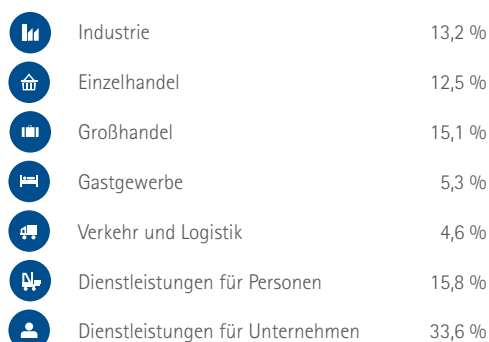 Industrie 13,2 %
Einzelhandel 12,5 %
Großhandel 15,1 %
Gastgewerbe 5,3 %
Verkehr und Logistik 4,6 %
Dienstleistungen für Personen 15,8 %
Dienstleistungen für Unternehmen 33,6 %